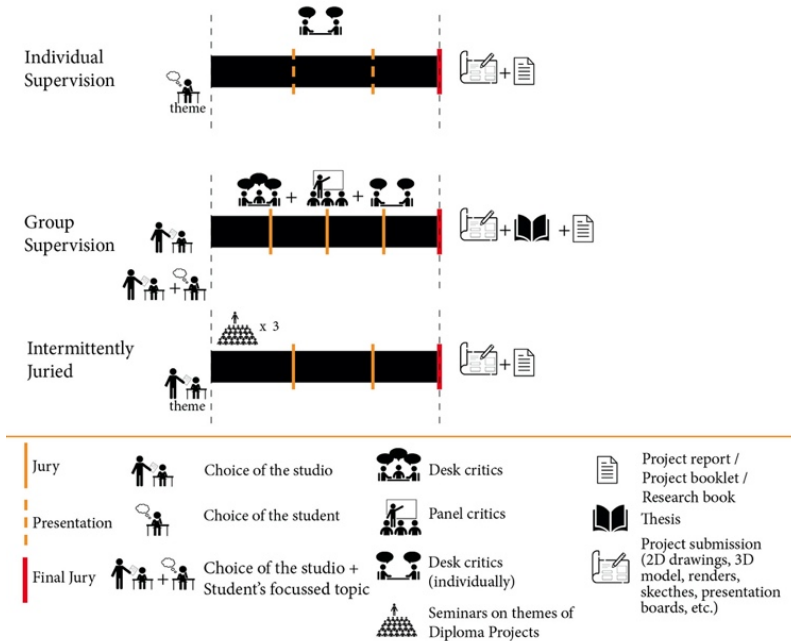 Individual
Supervision
theme
+
Group
Supervision
+ +
+ +
+
Intermittently
Juried
x 3
theme
+
Jury
Choice of the studio
Desk critics
Project report /
Project booklet /
Research book
Presentation
Choice of the student
Panel critics
Thesis
Final Jury
+
Choice of the studio +
Student's focussed topic
Desk critics
(individually)
Project submission
(2D drawings, 3D
model, renders,
skecthes, presentation
boards, etc.)
Seminars on themes of
Diploma Projects